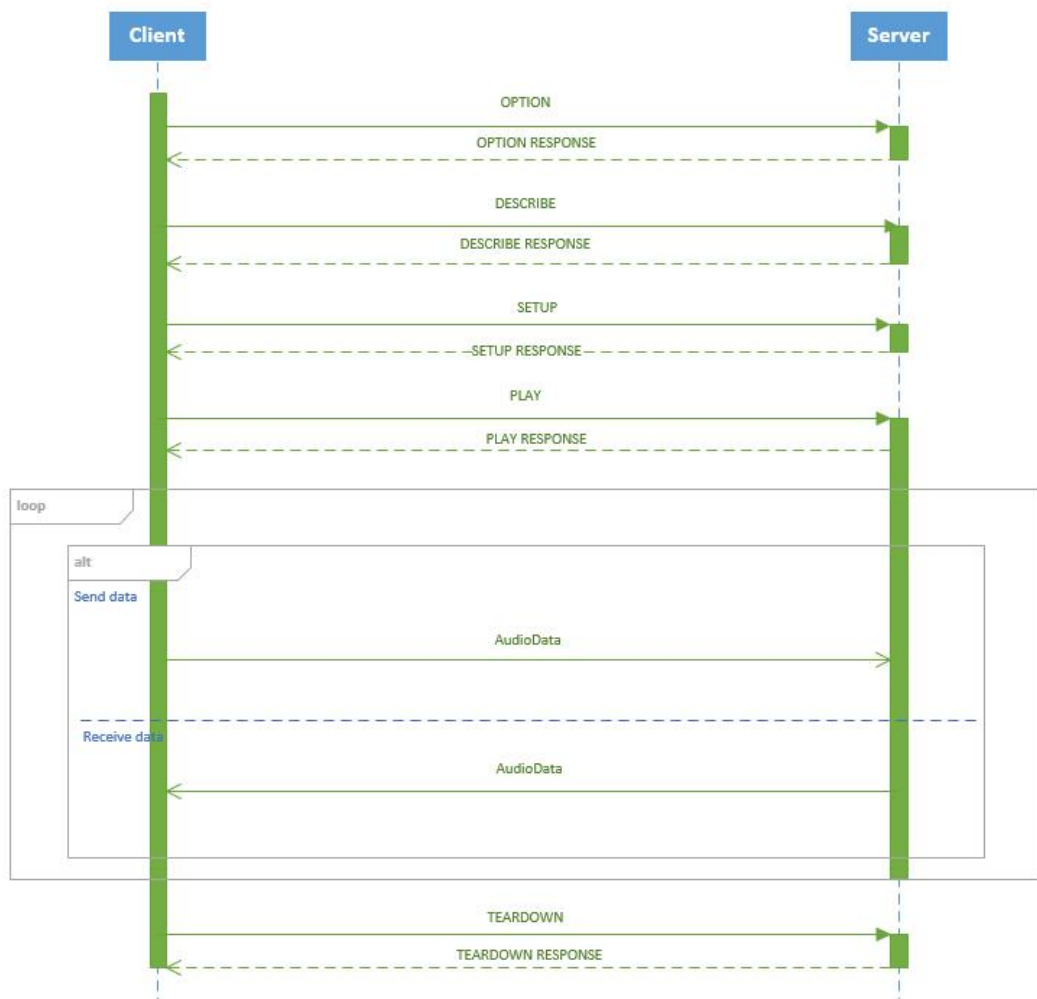 Client
Server
OPTION
OPTION RESPONSE
DESCRIBE
DESCRIBE RESPONSE
SETUP
SETUP RESPONSE
PLAY
PLAY RESPONSE
loop
alt
Send data
AudioData
Receive data
AudioData
TEARDOWN
TEARDOWN RESPONSE